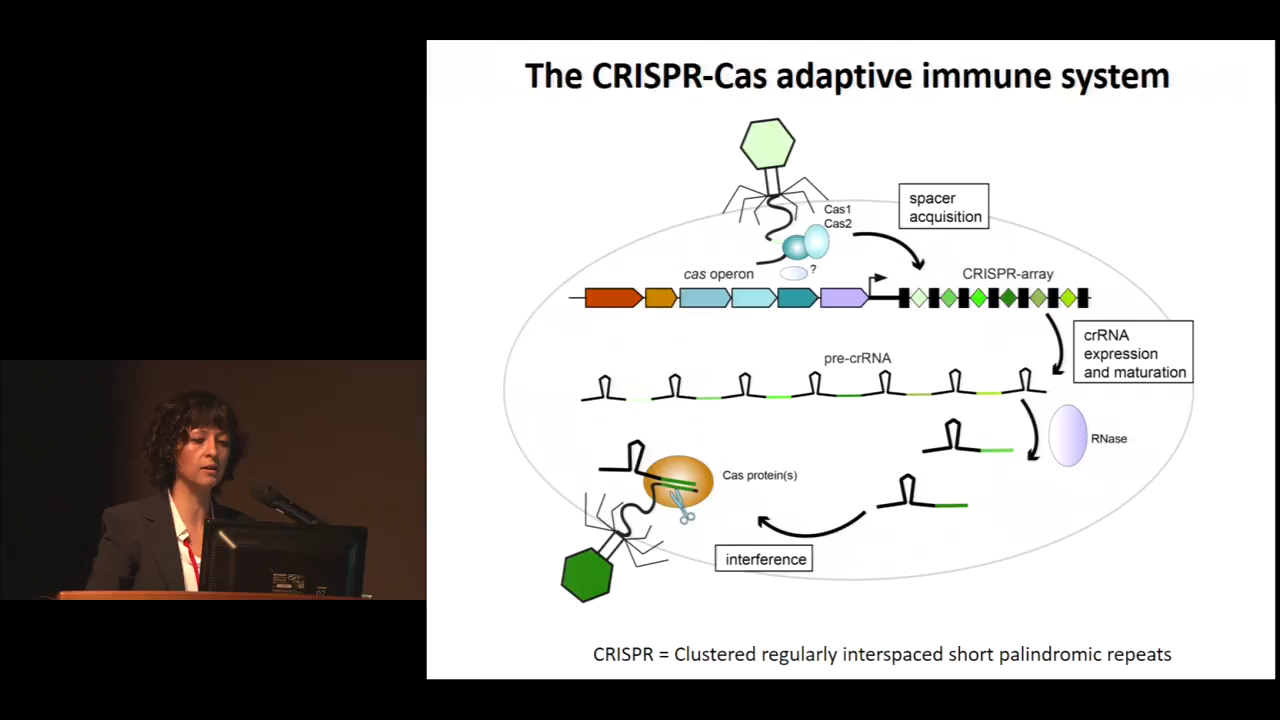 The CRISPR-Cas adaptive immune system
Cas1
Cas2
spacer
acquisition
?
cas operon
CRISPR-array
crRNA
expression
and maturation
pre-crRNA
RNase
Cas protein(s)
interference
CRISPR = Clustered regularly interspaced short palindromic repeats